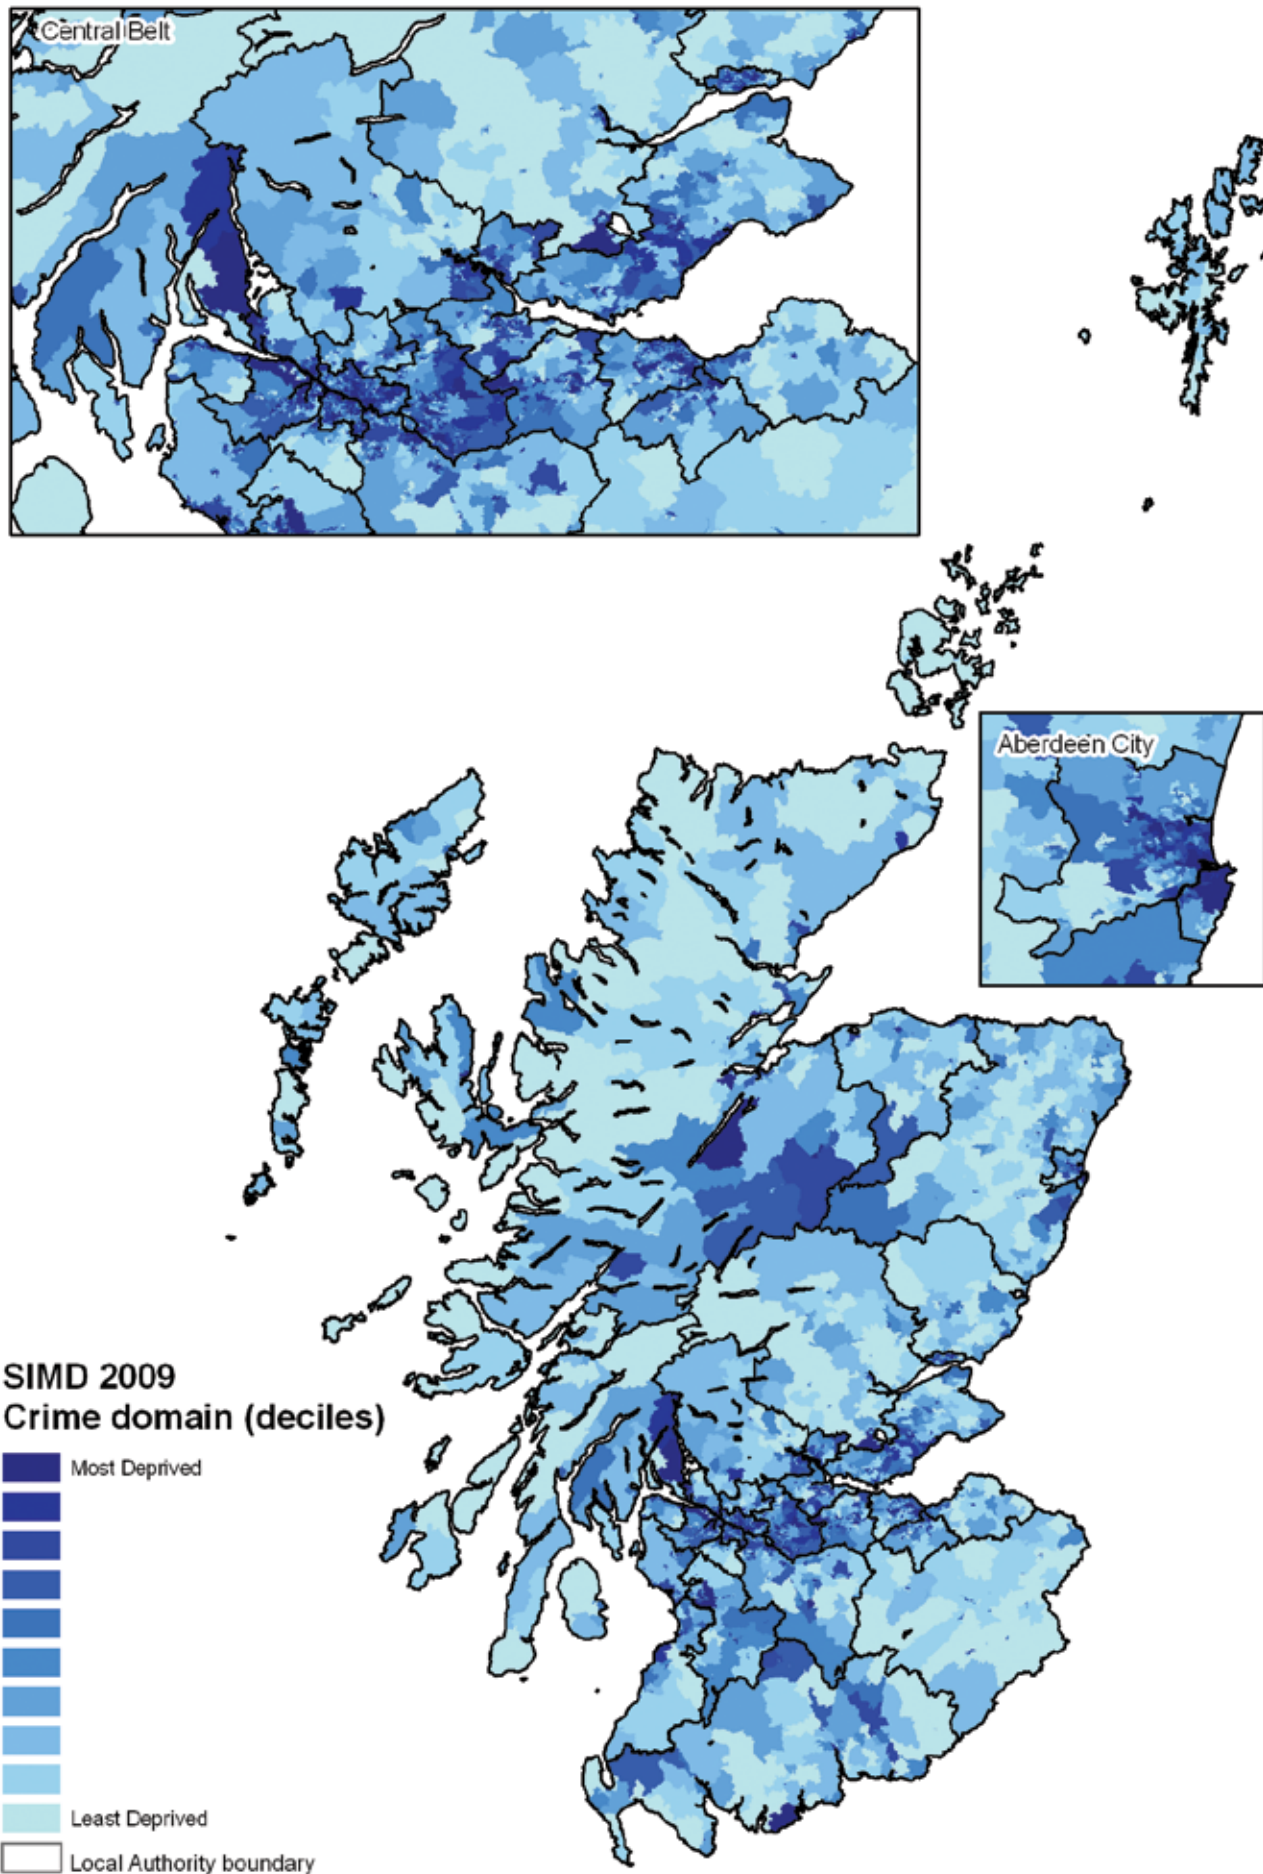 Central Belt
Aberdeen City
SIMD 2009
Crime domain (deciles)
Most Deprived
Least Deprived
Local Authority boundary